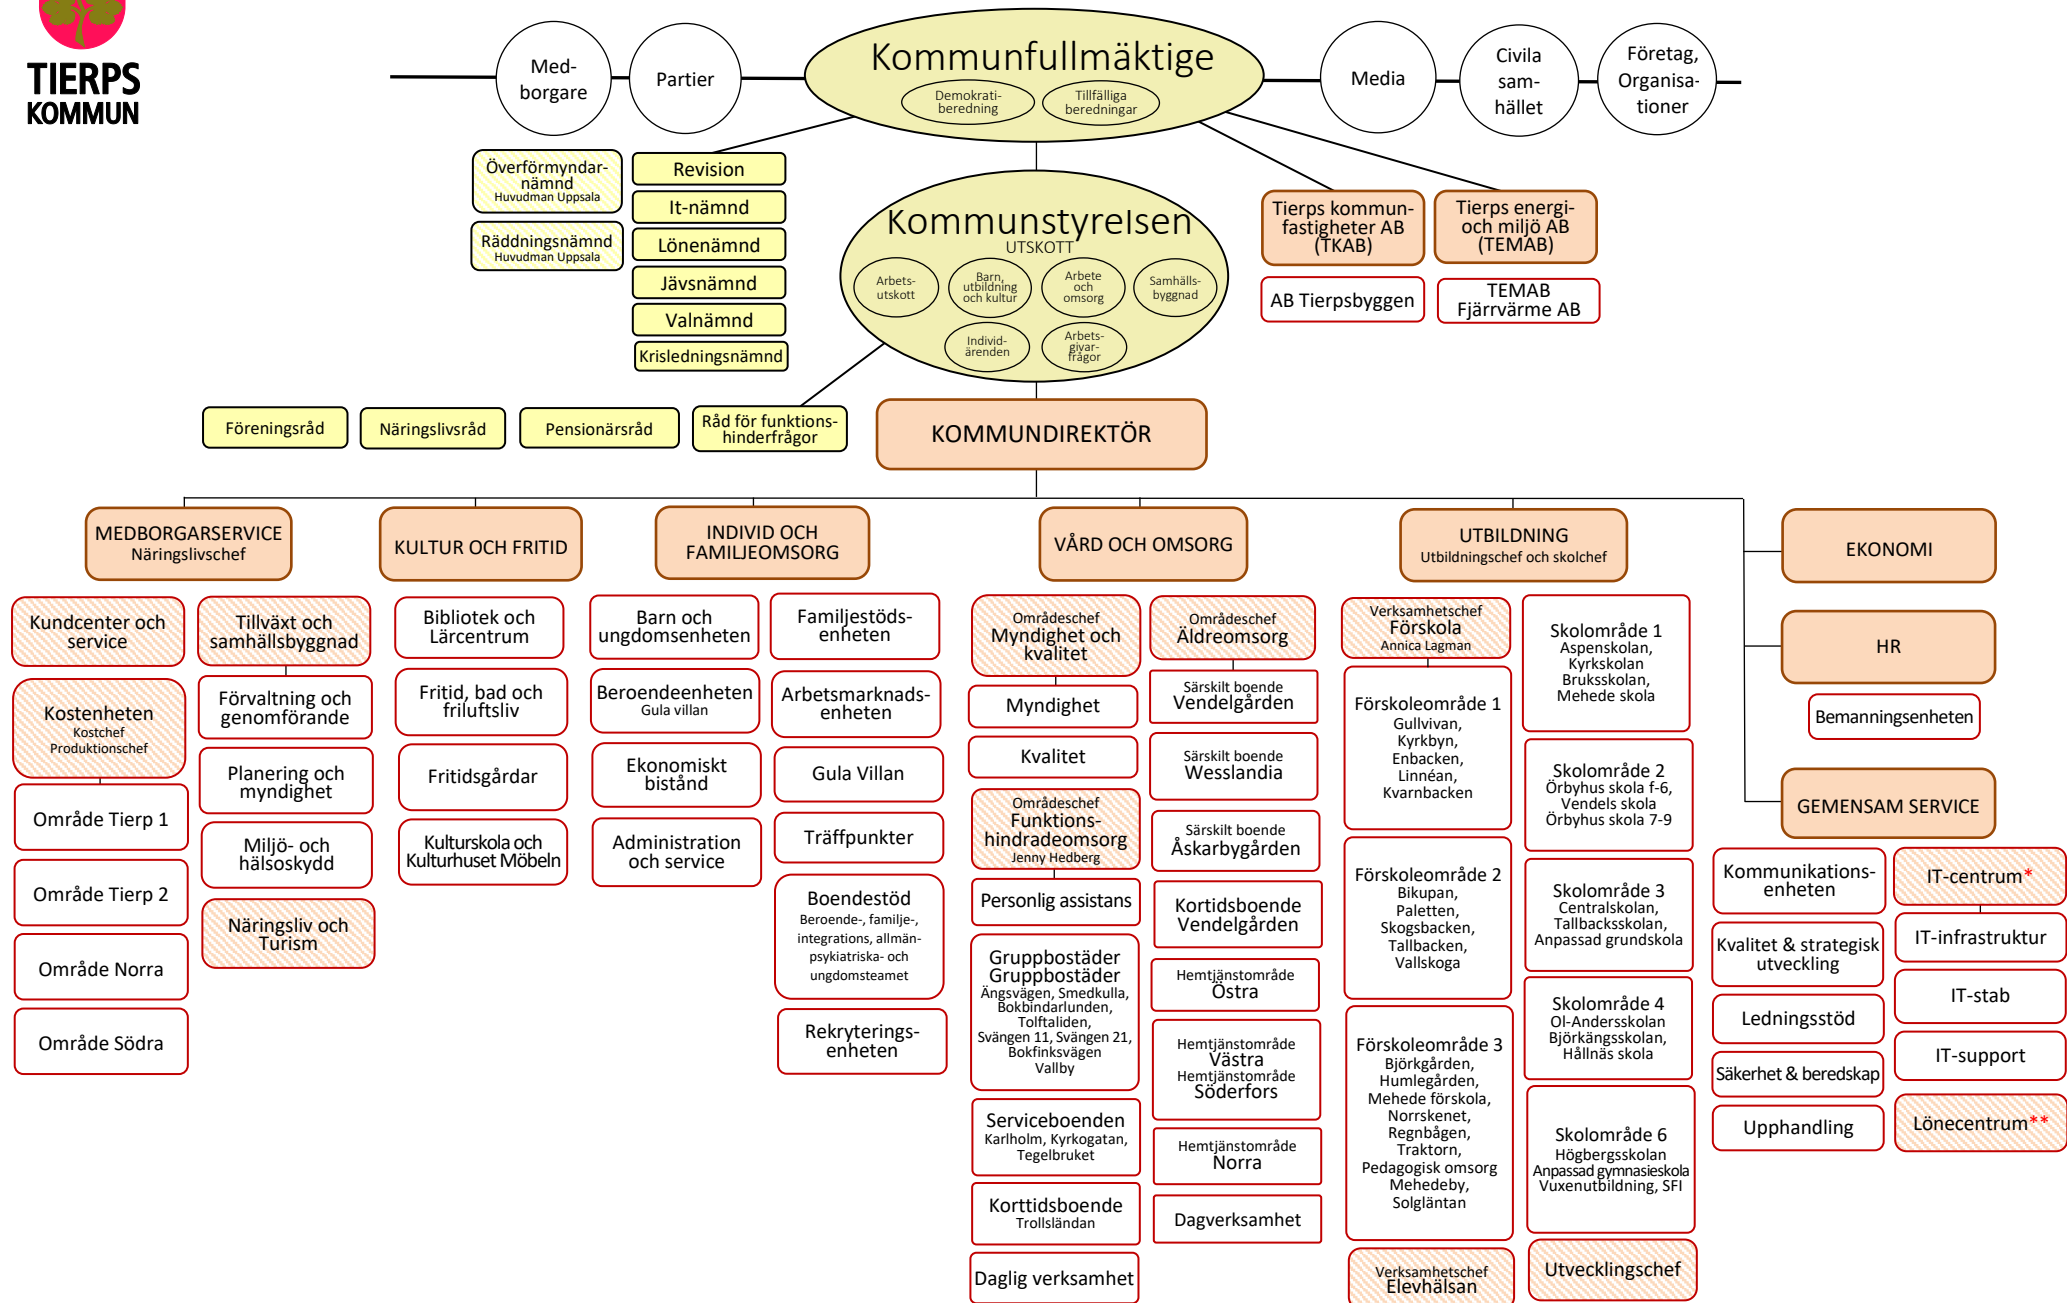 TIERPS
KOMMUN
Med-
borgare
Partier
Kommunfullmäktige
Demokrati-
beredning
Tillfälliga
beredningar
Media
Civila
sam-
hället
Företag,
Organisa-
tioner
Överförmyndar-
nämnd
Huvudman Uppsala
Räddningsnämnd
Huvudman Uppsala
Revision
It-nämnd
Lönenämnd
Jävsnämnd
Valnämnd
Krisledningsnämnd
Kommunstyrelsen
UTSKOTT
Arbets-
utskott
Barn,
utbildning
och kultur
Arbete
och
omsorg
Samhälls-
byggnad
Individ-
ärenden
Arbets-
givar-
frågor
Tierps kommun-
fastigheter AB
(TKAB)
Tierps energi-
och miljö AB
(TEMAB)
AB Tierpsbyggen
TEMAB
Fjärrvärme AB
Föreningsråd
Näringslivsråd
Pensionärsråd
Råd för funktions-
hinderfrågor
KOMMUNDIREKTÖR
MEDBORGARSERVICE
Näringslivschef
KULTUR OCH FRITID
INDIVID OCH
FAMILJEOMSORG
VÅRD OCH OMSORG
UTBILDNING
Utbildningschef och skolchef
EKONOMI
HR
Bemanningsenheten
GEMENSAM SERVICE
Kundcenter och
service
Kostenheten
Kostchef
Produktionschef
Område Tierp 1
Område Tierp 2
Område Norra
Område Södra
Tillväxt och
samhällsbyggnad
Förvaltning och
genomförande
Planering och
myndighet
Miljö- och
hälsoskydd
Näringsliv och
Turism
Bibliotek och
Lärcentrum
Fritid, bad och
friluftsliv
Fritidsgårdar
Kulturskola och
Kulturhuset Möbeln
Barn och
ungdomsenheten
Beroendeenheten
Gula villan
Ekonomiskt
bistånd
Administration
och service
Familjestöds-
enheten
Arbetsmarknads-
enheten
Gula Villan
Träffpunkter
Boendestöd
Beroende-, familje-,
integrations, allmän-
psykiatriska- och
ungdomsteamet
Rekryterings-
enheten
Områdeschef
Myndighet och
kvalitet
Myndighet
Kvalitet
Områdeschef
Funktions-
hindradeomsorg
Jenny Hedberg
Personlig assistans
Gruppbostäder
Gruppbostäder
Ängsvägen, Smedkulla,
Bokbindarlunden,
Tolftaliden,
Svängen 11, Svängen 21,
Bokfinksvägen
Vallby
Serviceboenden
Karlholm, Kyrkogatan,
Tegelbruket
Korttidsboende
Trollsländan
Daglig verksamhet
Områdeschef
Äldreomsorg
Särskilt boende
Vendelgården
Särskilt boende
Wesslandia
Särskilt boende
Åskarbygården
Kortidsboende
Vendelgården
Hemtjänstområde
Östra
Hemtjänstområde
Västra
Hemtjänstområde
Söderfors
Hemtjänstområde
Norra
Dagverksamhet
Verksamhetschef
Förskola
Annica Lagman
Förskoleområde 1
Gullvivan,
Kyrkbyn,
Enbacken,
Linnéan,
Kvarnbacken
Förskoleområde 2
Bikupan,
Paletten,
Skogsbacken,
Tallbacken,
Vallskoga
Förskoleområde 3
Björkgården,
Humlegården,
Mehede förskola,
Norrskenet,
Regnbågen,
Traktorn,
Pedagogisk omsorg
Mehedeby,
Solgläntan
Verksamhetschef
Elevhälsan
Skolområde 1
Aspenskolan,
Kyrkskolan
Bruksskolan,
Mehede skola
Skolområde 2
Örbyhus skola f-6,
Vendels skola
Örbyhus skola 7-9
Skolområde 3
Centralskolan,
Tallbacksskolan,
Anpassad grundskola
Skolområde 4
Ol-Andersskolan
Björkängsskolan,
Hållnäs skola
Skolområde 6
Högbergsskolan
Anpassad gymnasieskola
Vuxenutbildning, SFI
Utvecklingschef
Kommunikations-
enheten
Kvalitet & strategisk
utveckling
Ledningsstöd
Säkerhet & beredskap
Upphandling
IT-centrum*
IT-infrastruktur
IT-stab
IT-support
Lönecentrum**